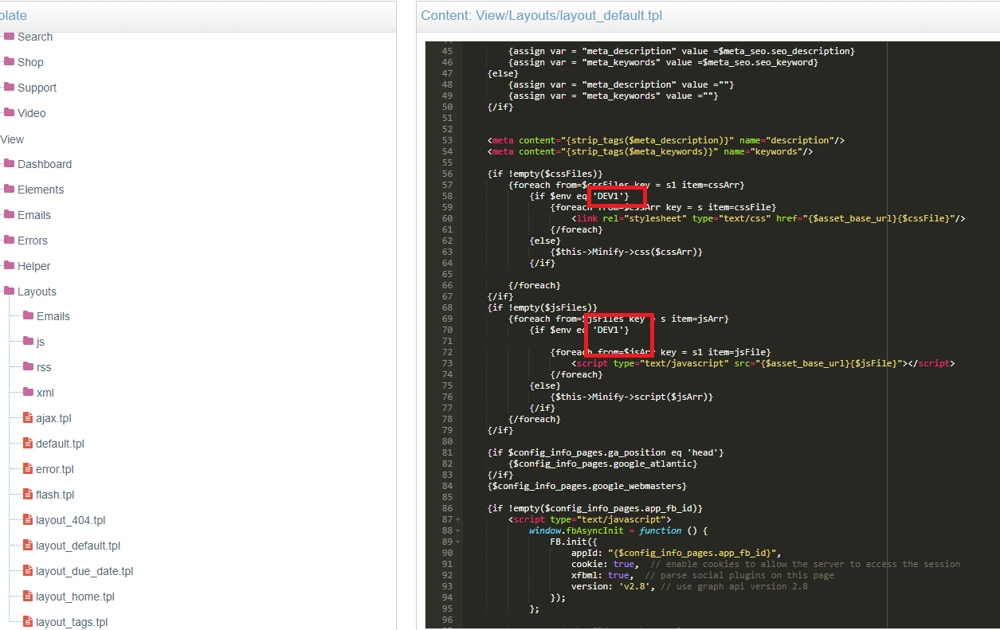 plate
Search
Shop
Support
Video
View
Dashboard
Elements
Emails
Errors
Helper
Layouts
Emails
js
rss
xml
ajax.tpl
default.tpl
error.tpl
flash.tpl
layout_404.tpl
layout_default.tpl
layout_due_date.tpl
layout_home.tpl
layout_tags.tpl
Content: View/Layouts/layout_default.tpl
45 {assign var = "meta_description" value =$meta_seo.seo_description}
46 {assign var = "meta_keywords" value =$meta_seo.seo_keyword}
47 {else}
48 {assign var = "meta_description" value =""}
49 {assign var = "meta_keywords" value =""}
50 {/if}
51
52
53 <meta content="{strip_tags($meta_description)}" name="description"/>
54 <meta content="{strip_tags($meta_keywords)}" name="keywords"/>
55
56 {if !empty($cssFiles)}
57 {foreach from=$cssFiles key = s1 item=cssArr}
58 {if $env eq 'DEV1'}
59 {foreach from=$cssArr key = s item=cssFile}
60 <link rel="stylesheet" type="text/css" href="{$asset_base_url}{$cssFile}"/>
61 {/foreach}
62 {else}
63 {$this->Minify->css($cssArr)}
64 {/if}
65
66 {/foreach}
67 {/if}
68 {if !empty($jsFiles)}
69 {foreach from=$jsFiles key = s item=jsArr}
70 {if $env eq 'DEV1'}
71
72 {foreach from=$jsArr key = s1 item=jsFile}
73 <script type="text/javascript" src="{$asset_base_url}{$jsFile}"></script>
74 {/foreach}
75 {else}
76 {$this->Minify->script($jsArr)}
77 {/if}
78 {/foreach}
79 {/if}
80
81 {if $config_info_pages.ga_position eq 'head'}
82 {$config_info_pages.google_atlantic}
83 {/if}
84 {$config_info_pages.google_webmasters}
85
86 {if !empty($config_info_pages.app_fb_id)}
87 <script type="text/javascript">
88 window.fbAsyncInit = function () {
89 FB.init({
90 appId: "{$config_info_pages.app_fb_id}",
91 cookie: true, // enable cookies to allow the server to access the session
92 xfbml: true, // parse social plugins on this page
93 version: 'v2.8', // use graph api version 2.8
94 });
95 };
96